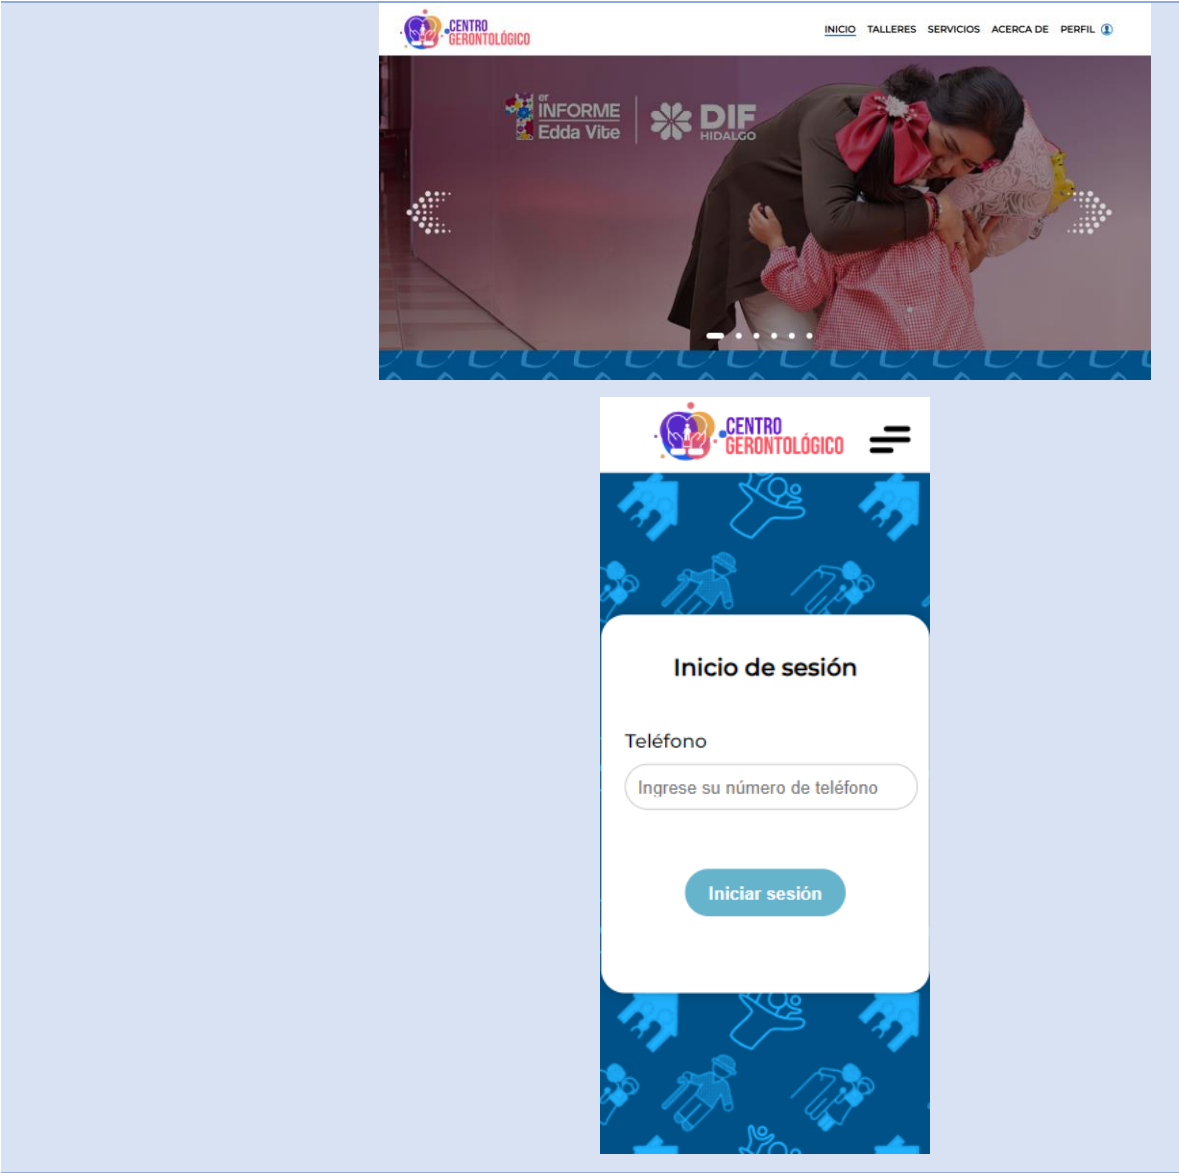 CENTRO
GERONTOLÓGICO
INICIO TALLERES SERVICIOS ACERCA DE PERFIL
er
INFORME
Edda Vite
DIF
HIDALGO
CENTRO
GERONTOLÓGICO
Inicio de sesión
Teléfono
Ingrese su número de teléfono
Iniciar sesión